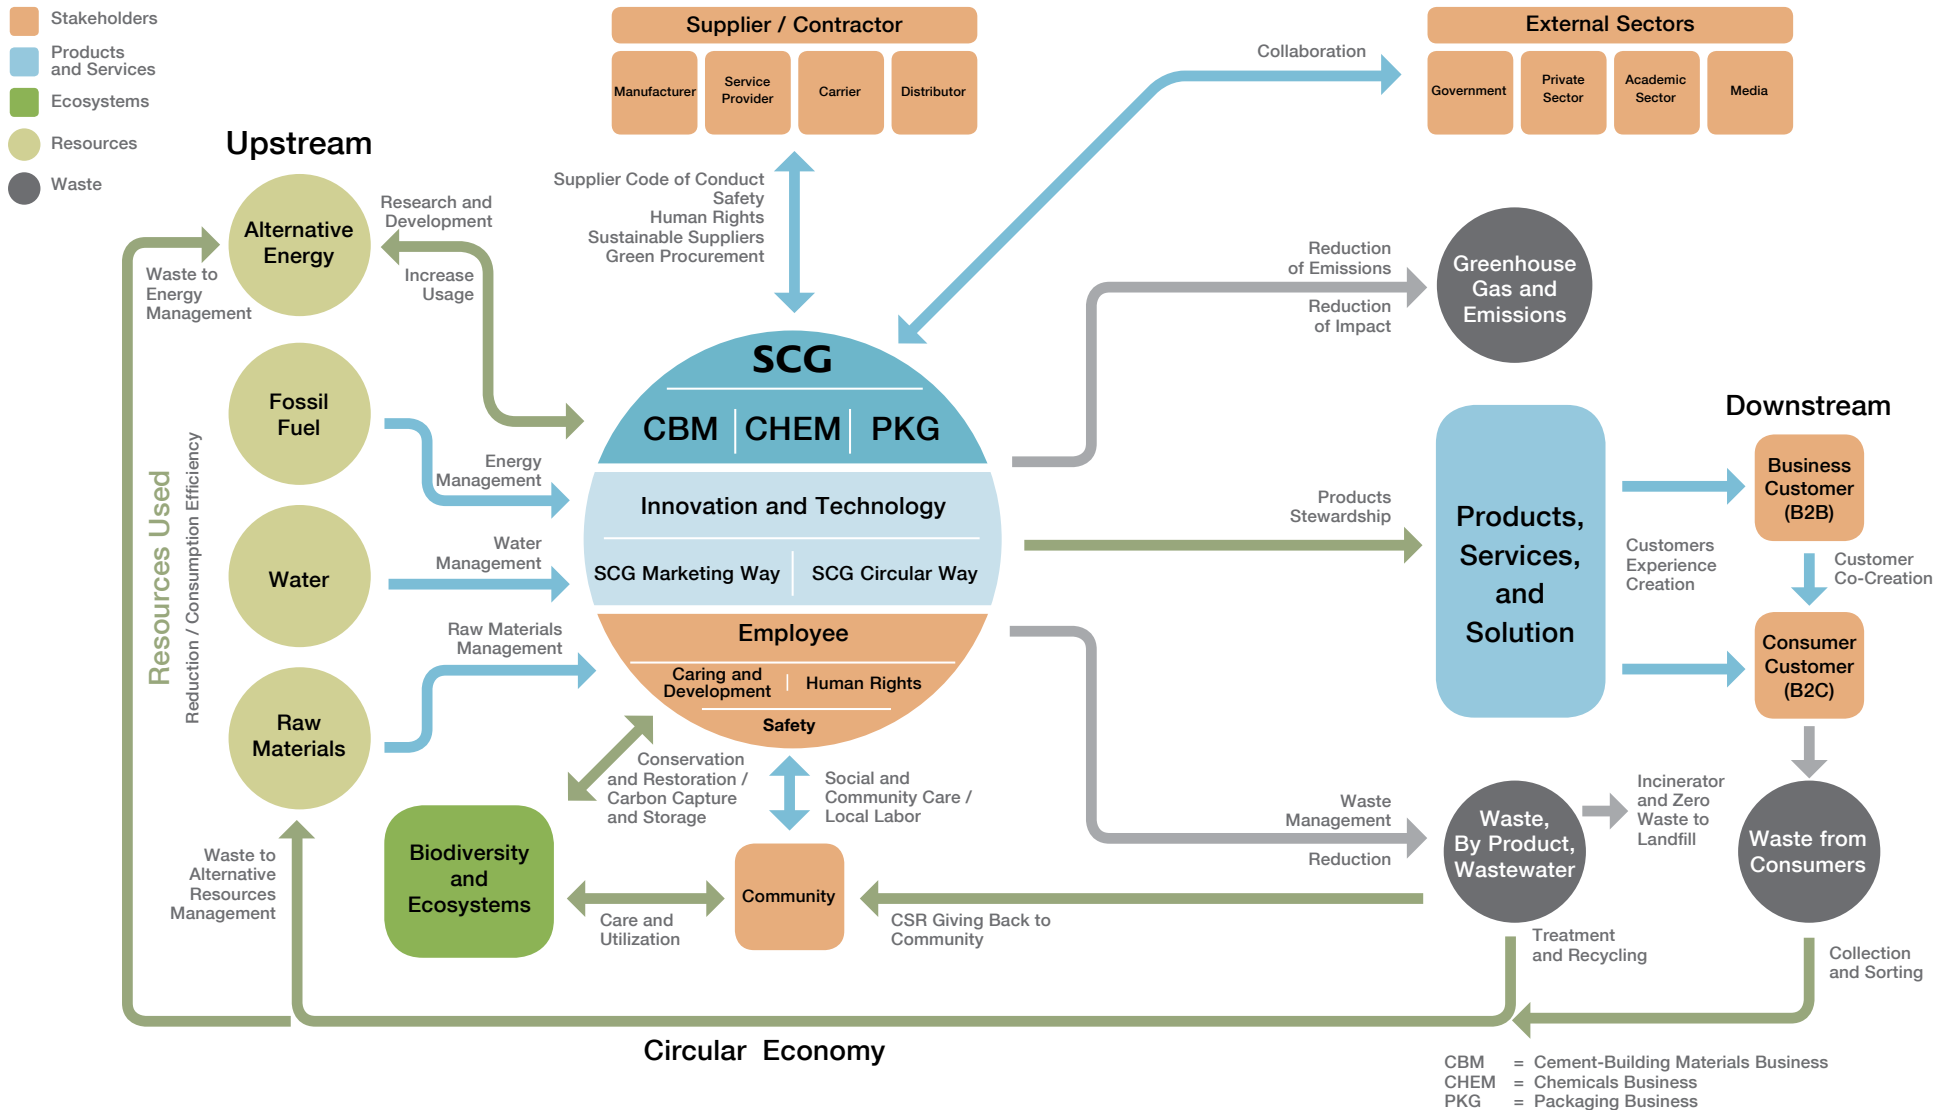 Stakeholders
Products
and Services
Ecosystems
Resources
Waste
Supplier / Contractor
Manufacturer
Service
Provider
Carrier
Distributor
External Sectors
Government
Private
Sector
Academic
Sector
Media
Collaboration
Upstream
Alternative
Energy
Research and
Development
Increase
Usage
Waste to
Energy
Management
Supplier Code of Conduct
Safety
Human Rights
Sustainable Suppliers
Green Procurement
Reduction
of Emissions
Reduction
of Impact
Greenhouse
Gas and
Emissions
Fossil
Fuel
Energy
Management
Water
Water
Management
Raw
Materials
Raw Materials
Management
Resources Used
Reduction / Consumption Efficiency
SCG
CBM
CHEM
PKG
Innovation and Technology
SCG Marketing Way
SCG Circular Way
Employee
Caring and
Development
Human Rights
Safety
Products
Stewardship
Products,
Services,
and
Solution
Downstream
Business
Customer
(B2B)
Customers
Experience
Creation
Customer
Co-Creation
Consumer
Customer
(B2C)
Conservation
and Restoration /
Carbon Capture
and Storage
Social and
Community Care /
Local Labor
Waste
Management
Reduction
Waste,
By Product,
Wastewater
Incinerator
and Zero
Waste to
Landfill
Waste from
Consumers
Waste to
Alternative
Resources
Management
Biodiversity
and
Ecosystems
Care and
Utilization
Community
CSR Giving Back to
Community
Treatment
and Recycling
Collection
and Sorting
Circular Economy
CBM = Cement-Building Materials Business
CHEM = Chemicals Business
PKG = Packaging Business